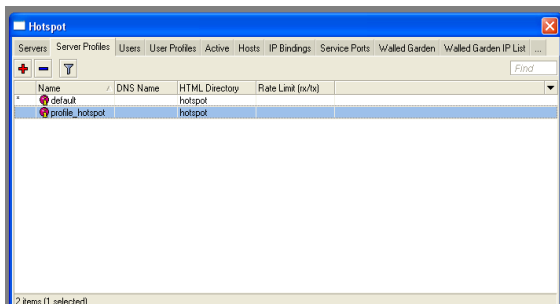 Hotspot
Servers Server Profiles Users User Profiles Active Hosts IP Bindings Service Ports Walled Garden Walled Garden IP List ...
Find
Name DNS Name HTML Directory Rate Limit (rx/tx)
* default hotspot
profile_hotspot hotspot
2 items (1 selected)